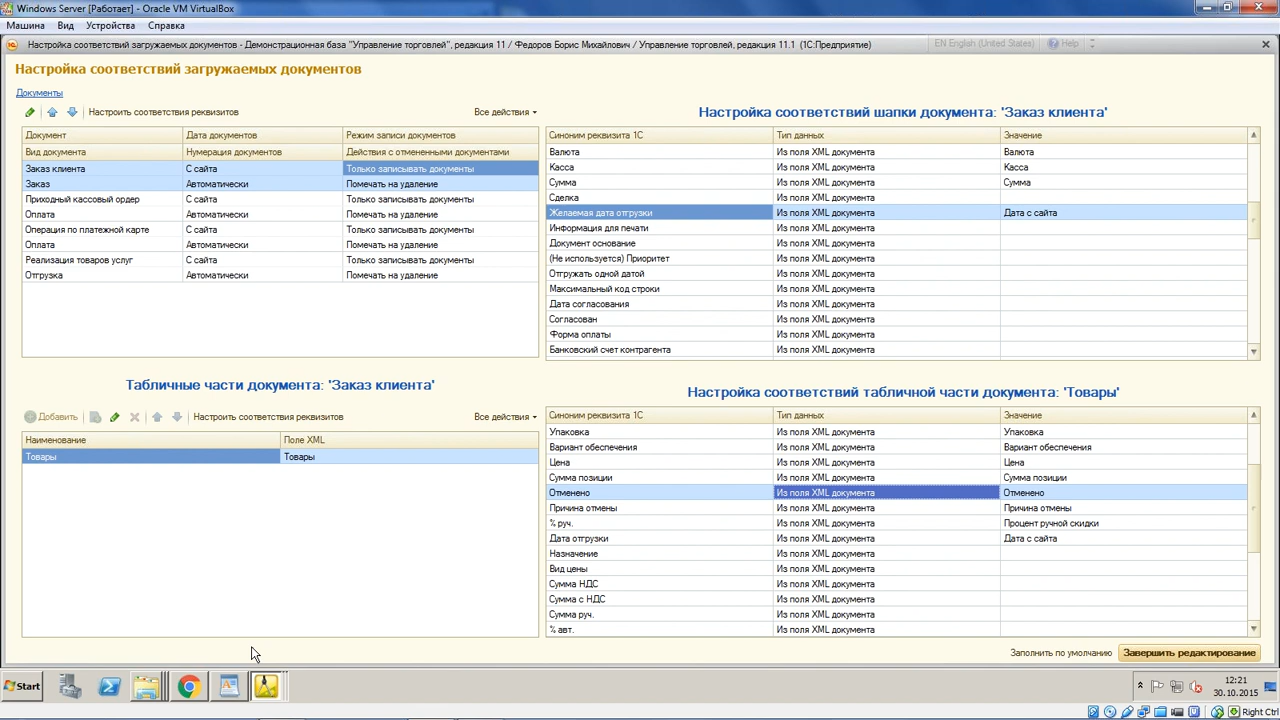 Windows Server [Работает] - Oracle VM VirtualBox
Машина Вид Устройства Справка
Настройка соответствий загружаемых документов - Демонстрационная база "Управление торговлей", редакция 11 / Федоров Борис Михайлович / Управление торговлей, редакция 11.1 (1С:Предприятие)
EN English (United States) Help
Настройка соответствий загружаемых документов
Документы
Настроить соответствия реквизитов Все действия
Документ Дата документов Режим записи документов
Вид документа Нумерация документов Действия с отмененными документами
Заказ клиента С сайта Только записывать документы
Заказ Автоматически Помечать на удаление
Приходный кассовый ордер С сайта Только записывать документы
Оплата Автоматически Помечать на удаление
Операция по платежной карте С сайта Только записывать документы
Оплата Автоматически Помечать на удаление
Реализация товаров услуг С сайта Только записывать документы
Отгрузка Автоматически Помечать на удаление
Настройка соответствий шапки документа: 'Заказ клиента'
Синоним реквизита 1С Тип данных Значение
Валюта Из поля XML документа Валюта
Касса Из поля XML документа Касса
Сумма Из поля XML документа Сумма
Сделка Из поля XML документа
Желаемая дата отгрузки Из поля XML документа Дата с сайта
Информация для печати Из поля XML документа
Документ основание Из поля XML документа
(Не используется) Приоритет Из поля XML документа
Отгружать одной датой Из поля XML документа
Максимальный код строки Из поля XML документа
Дата согласования Из поля XML документа
Согласован Из поля XML документа
Форма оплаты Из поля XML документа
Банковский счет контрагента Из поля XML документа
Табличные части документа: 'Заказ клиента'
Добавить Настроить соответствия реквизитов Все действия
Наименование Поле XML
Товары Товары
Настройка соответствий табличной части документа: 'Товары'
Синоним реквизита 1С Тип данных Значение
Упаковка Из поля XML документа Упаковка
Вариант обеспечения Из поля XML документа Вариант обеспечения
Цена Из поля XML документа Цена
Сумма позиции Из поля XML документа Сумма позиции
Отменено Из поля XML документа Отменено
Причина отмены Из поля XML документа Причина отмены
% руч. Из поля XML документа Процент ручной скидки
Дата отгрузки Из поля XML документа Дата с сайта
Назначение Из поля XML документа
Вид цены Из поля XML документа
Сумма НДС Из поля XML документа
Сумма с НДС Из поля XML документа
Сумма руч. Из поля XML документа
% авт. Из поля XML документа
Заполнить по умолчанию Завершить редактирование
Start
12:21
30.10.2015
Right Ctrl